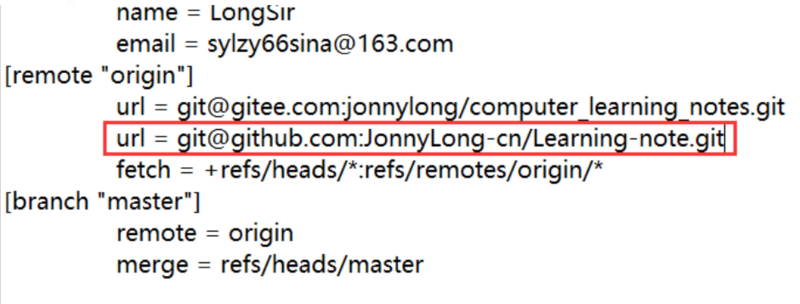 name = LongSir
email = sylzy66sina@163.com
[remote "origin"]
url = git@gitee.com:jonnylong/computer_learning_notes.git
url = git@github.com:JonnyLong-cn/Learning-note.git
fetch = +refs/heads/*:refs/remotes/origin/*
[branch "master"]
remote = origin
merge = refs/heads/master